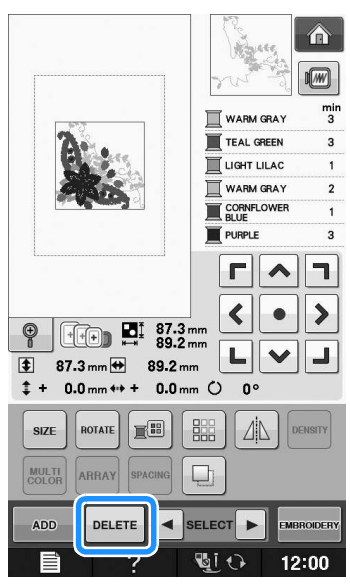 min
WARM GRAY 3
TEAL GREEN 3
LIGHT LILAC 1
WARM GRAY 2
CORNFLOWER
BLUE 1
PURPLE 3
87.3 mm
89.2 mm
87.3 mm 89.2 mm
+ 0.0 mm + 0.0 mm 0°
SIZE ROTATE DENSITY
MULTI
COLOR ARRAY SPACING
ADD DELETE SELECT EMBROIDERY
? 12:00